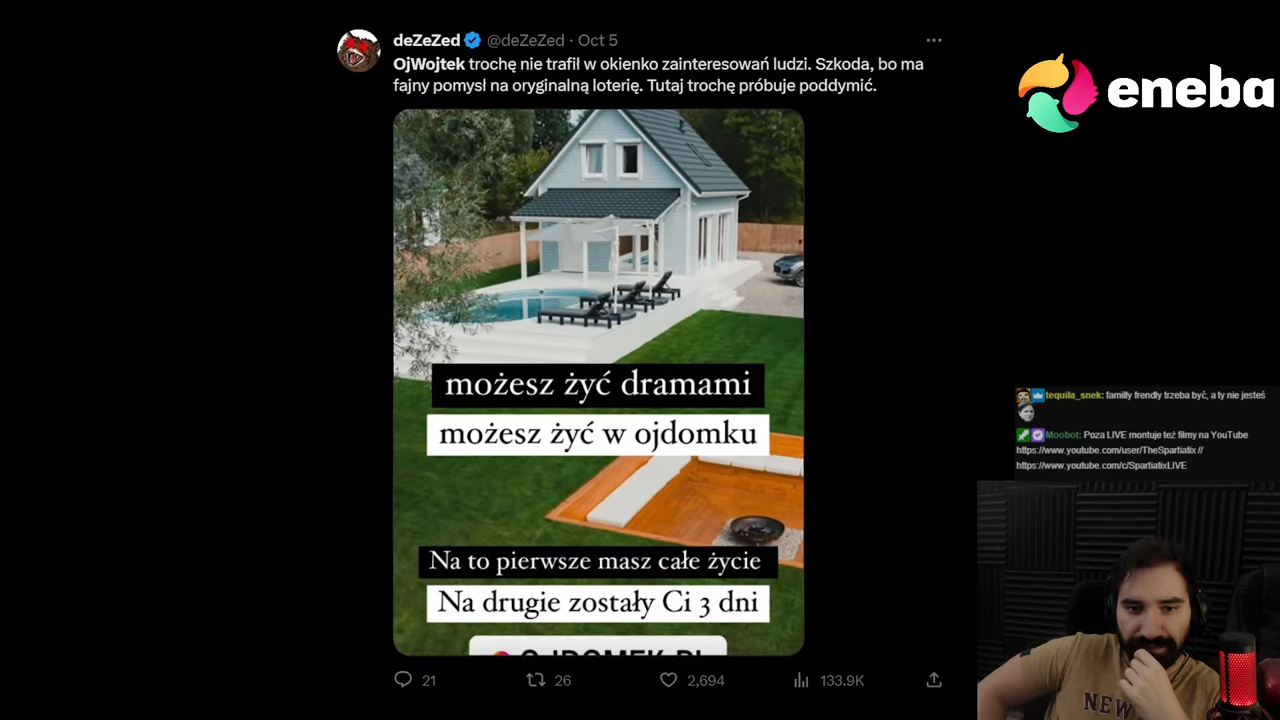 deZeZed @deZeZed · Oct 5
OjWojtek trochę nie trafił w okienko zainteresowań ludzi. Szkoda, bo ma
fajny pomysł na oryginalną loterię. Tutaj trochę próbuje poddymić.
eneba
możesz żyć dramami
możesz żyć w ojdomku
tequila_snek: familly frendly trzeba być, a ty nie jesteś
Moobot: Poza LIVE montuje też filmy na YouTube
https://www.youtube.com/user/TheSpartiatix //
https://www.youtube.com/c/SpartiatixLIVE
Na to pierwsze masz całe życie
Na drugie zostały Ci 3 dni
OJDOMEK.PL
21 26 2,694 133.9K
NEW